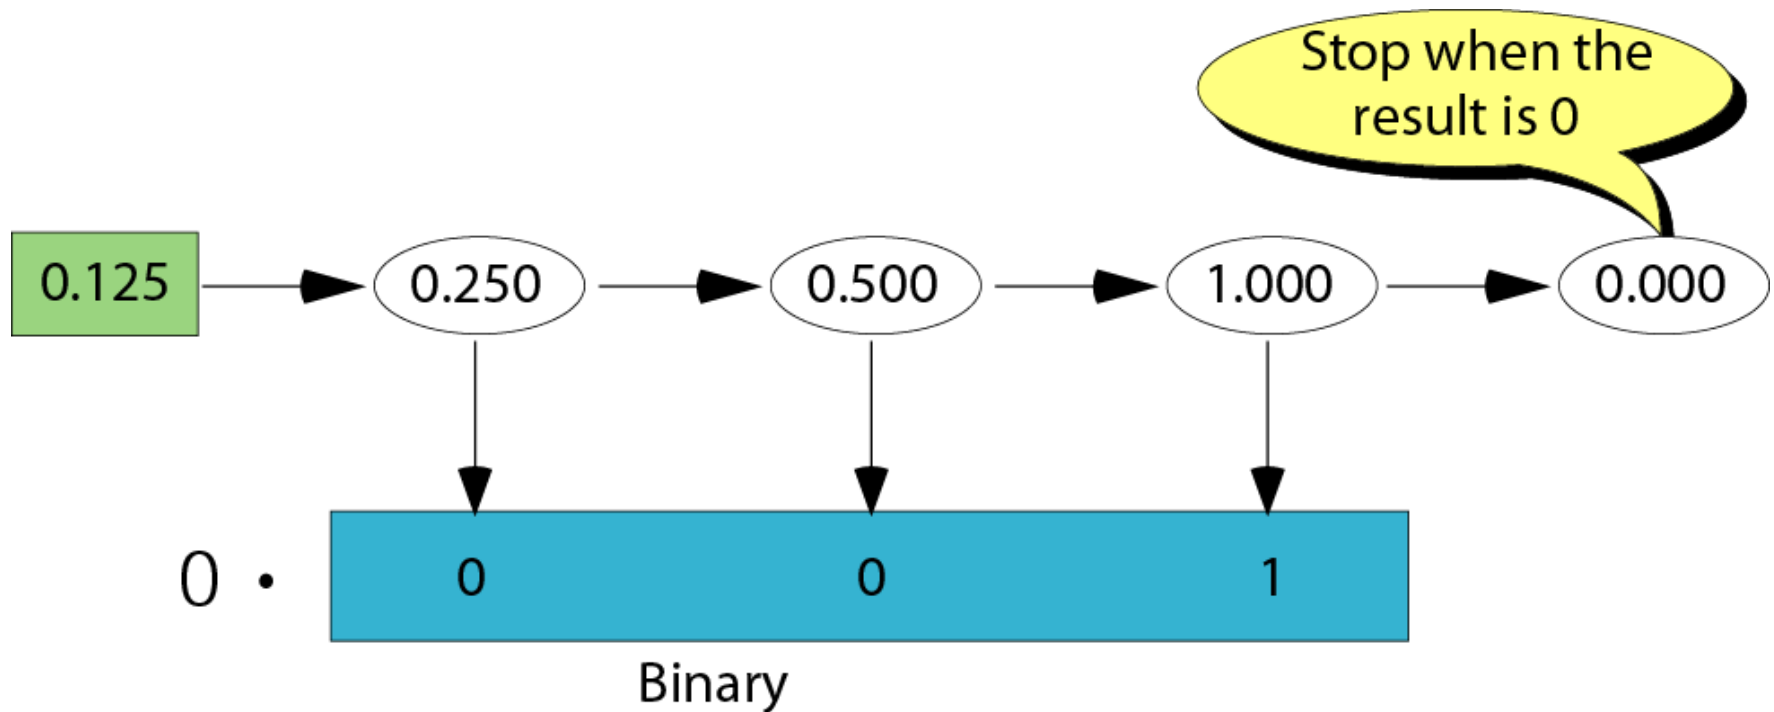 Stop when the
result is 0
0.125 0.250 0.500 1.000 0.000
0 . 0 0 1
Binary